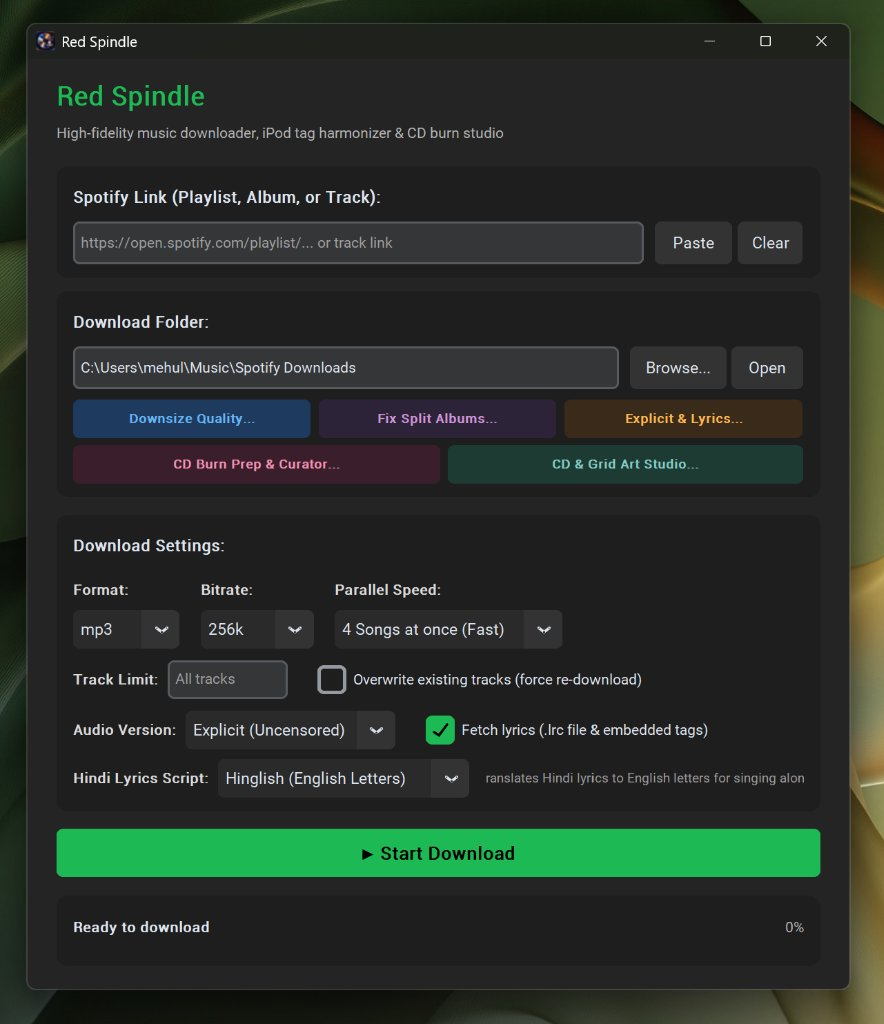 Red Spindle
Red Spindle
High-fidelity music downloader, iPod tag harmonizer & CD burn studio
Spotify Link (Playlist, Album, or Track):
https://open.spotify.com/playlist/... or track link
Paste
Clear
Download Folder:
C:\Users\mehul\Music\Spotify Downloads
Browse...
Open
Downsize Quality...
Fix Split Albums...
Explicit & Lyrics...
CD Burn Prep & Curator...
CD & Grid Art Studio...
Download Settings:
Format:
Bitrate:
Parallel Speed:
mp3
256k
4 Songs at once (Fast)
Track Limit:
All tracks
Overwrite existing tracks (force re-download)
Audio Version:
Explicit (Uncensored)
Fetch lyrics (.lrc file & embedded tags)
Hindi Lyrics Script:
Hinglish (English Letters)
ranslates Hindi lyrics to English letters for singing alon
► Start Download
Ready to download
0%